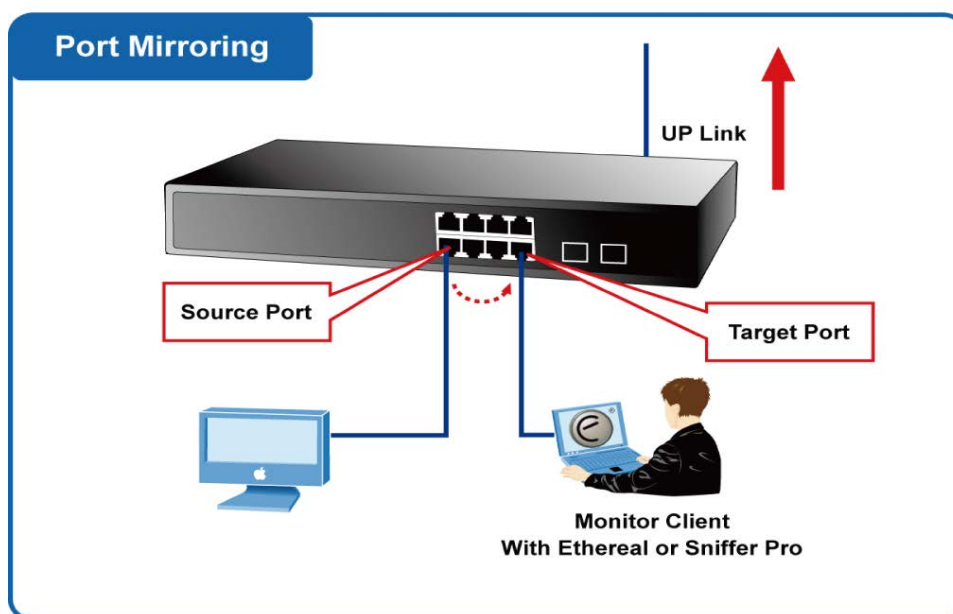 Port Mirroring
UP Link
Source Port
Target Port
Monitor Client
With Ethereal or Sniffer Pro